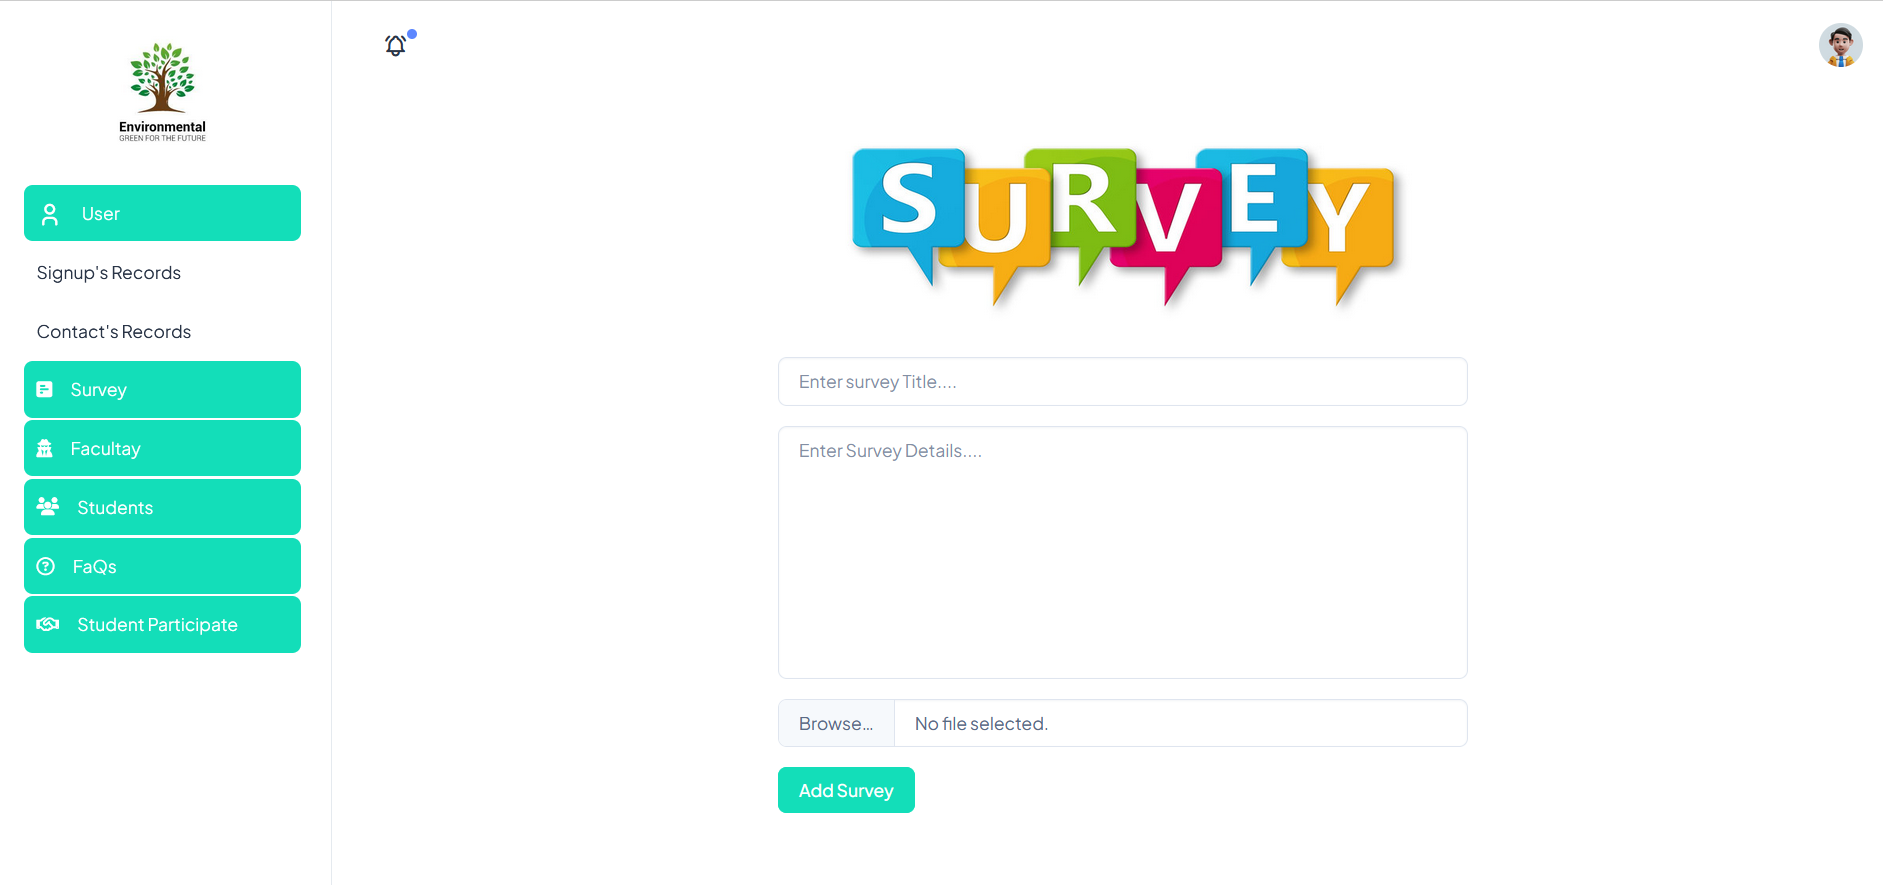 Environmental
GREEN FOR THE FUTURE
User
Signup's Records
Contact's Records
Survey
Facultay
Students
FaQs
Student Participate
SURVEY
Enter survey Title....
Enter Survey Details....
Browse... No file selected.
Add Survey